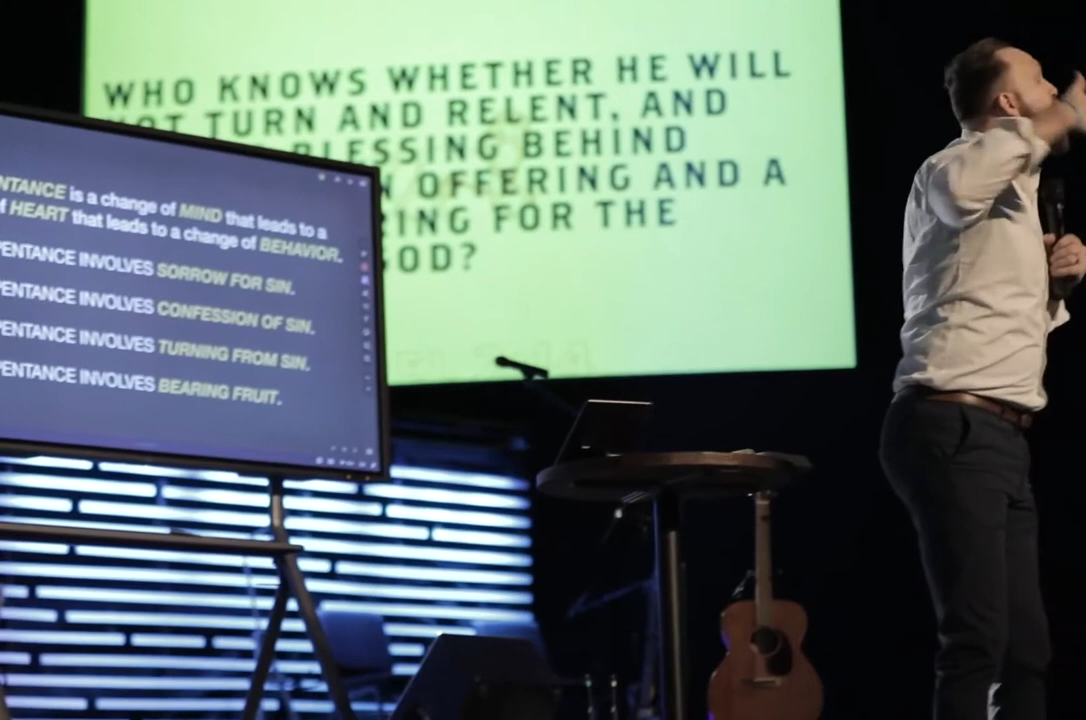 WHO KNOWS WHETHER HE WILL
NOT TURN AND RELENT, AND
BLESSING BEHIND
OFFERING AND A
FOR THE
GOD?
NTANCE is a change of MIND that leads to a
f HEART that leads to a change of BEHAVIOR.
PENTANCE INVOLVES SORROW FOR SIN.
PENTANCE INVOLVES CONFESSION OF SIN.
PENTANCE INVOLVES TURNING FROM SIN.
PENTANCE INVOLVES BEARING FRUIT.